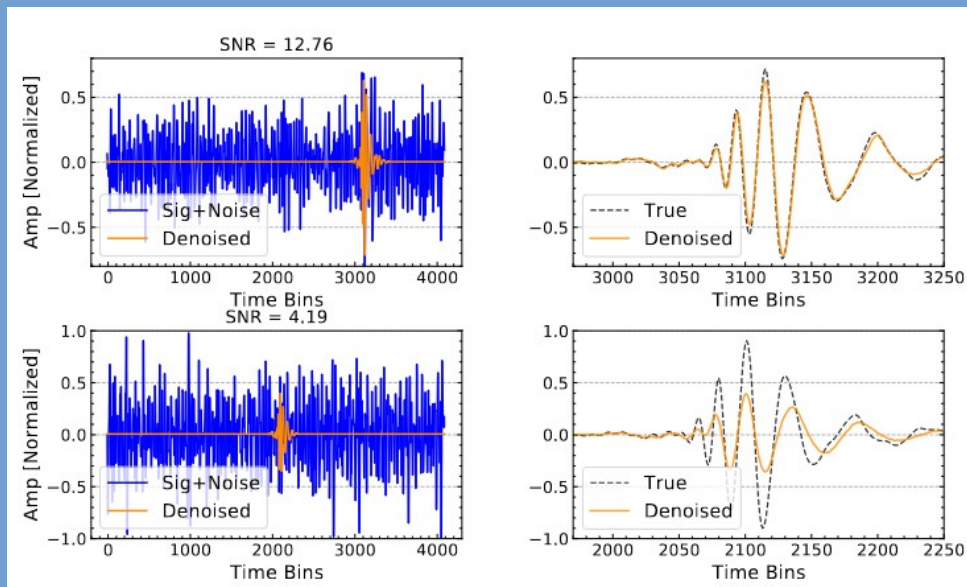 SNR = 12.76
Amp [Normalized]
0.5
0.0
−0.5
Sig+Noise
Denoised
0 1000 2000 3000 4000
Time Bins
True
Denoised
3000 3050 3100 3150 3200 3250
Time Bins
0.5
0.0
−0.5
SNR = 4.19
Amp [Normalized]
1.0
0.5
0.0
−0.5
−1.0
Sig+Noise
Denoised
0 1000 2000 3000 4000
Time Bins
1.0
0.5
0.0
−0.5
−1.0
True
Denoised
2000 2050 2100 2150 2200 2250
Time Bins